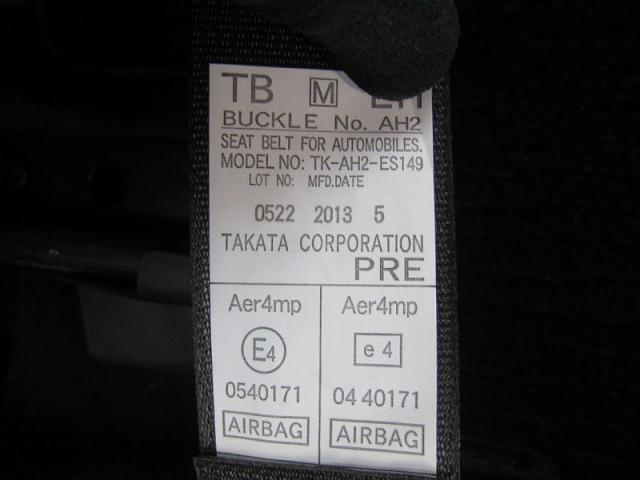 TB M
BUCKLE No. AH2
SEAT BELT FOR AUTOMOBILES.
MODEL NO: TK-AH2-ES149
LOT NO: MFD.DATE
0522 2013 5
TAKATA CORPORATION
PRE
Aer4mp Aer4mp
E4 e 4
0540171 04 40171
AIRBAG AIRBAG